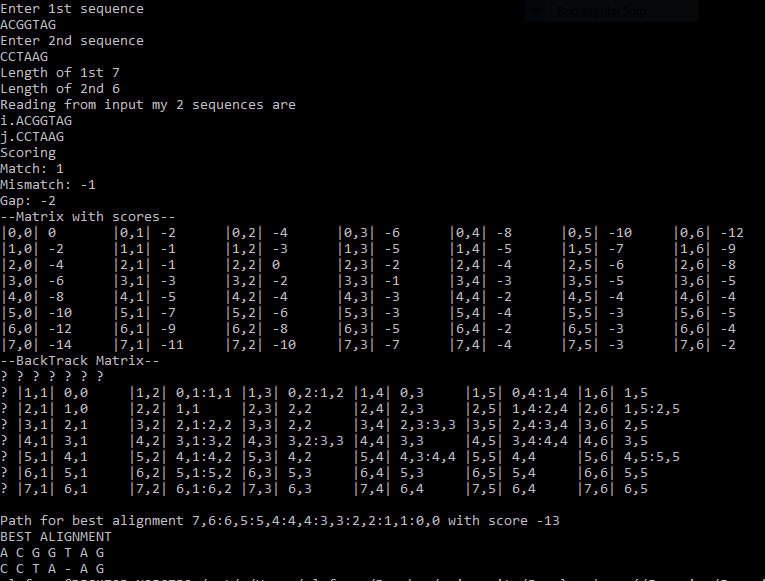 Enter 1st sequence
ACGGTAG
Enter 2nd sequence
CCTAAG
Length of 1st 7
Length of 2nd 6
Reading from input my 2 sequences are
i.ACGGTAG
j.CCTAAG
Scoring
Match: 1
Mismatch: -1
Gap: -2
--Matrix with scores--
|0,0| 0 |0,1| -2 |0,2| -4 |0,3| -6 |0,4| -8 |0,5| -10 |0,6| -12
|1,0| -2 |1,1| -1 |1,2| -3 |1,3| -5 |1,4| -5 |1,5| -7 |1,6| -9
|2,0| -4 |2,1| -1 |2,2| 0 |2,3| -2 |2,4| -4 |2,5| -6 |2,6| -8
|3,0| -6 |3,1| -3 |3,2| -2 |3,3| -1 |3,4| -3 |3,5| -5 |3,6| -5
|4,0| -8 |4,1| -5 |4,2| -4 |4,3| -3 |4,4| -2 |4,5| -4 |4,6| -4
|5,0| -10 |5,1| -7 |5,2| -6 |5,3| -3 |5,4| -4 |5,5| -3 |5,6| -5
|6,0| -12 |6,1| -9 |6,2| -8 |6,3| -5 |6,4| -2 |6,5| -3 |6,6| -4
|7,0| -14 |7,1| -11 |7,2| -10 |7,3| -7 |7,4| -4 |7,5| -3 |7,6| -2
--BackTrack Matrix--
? ? ? ? ? ? ?
? |1,1| 0,0 |1,2| 0,1:1,1 |1,3| 0,2:1,2 |1,4| 0,3 |1,5| 0,4:1,4 |1,6| 1,5
? |2,1| 1,0 |2,2| 1,1 |2,3| 2,2 |2,4| 2,3 |2,5| 1,4:2,4 |2,6| 1,5:2,5
? |3,1| 2,1 |3,2| 2,1:2,2 |3,3| 2,2 |3,4| 2,3:3,3 |3,5| 2,4:3,4 |3,6| 2,5
? |4,1| 3,1 |4,2| 3,1:3,2 |4,3| 3,2:3,3 |4,4| 3,3 |4,5| 3,4:4,4 |4,6| 3,5
? |5,1| 4,1 |5,2| 4,1:4,2 |5,3| 4,2 |5,4| 4,3:4,4 |5,5| 4,4 |5,6| 4,5:5,5
? |6,1| 5,1 |6,2| 5,1:5,2 |6,3| 5,3 |6,4| 5,3 |6,5| 5,4 |6,6| 5,5
? |7,1| 6,1 |7,2| 6,1:6,2 |7,3| 6,3 |7,4| 6,4 |7,5| 6,4 |7,6| 6,5
Path for best alignment 7,6:6,5:5,4:4,4:3,3:2,2:1,1:0,0 with score -13
BEST ALIGNMENT
A C G G T A G
C C T A - A G